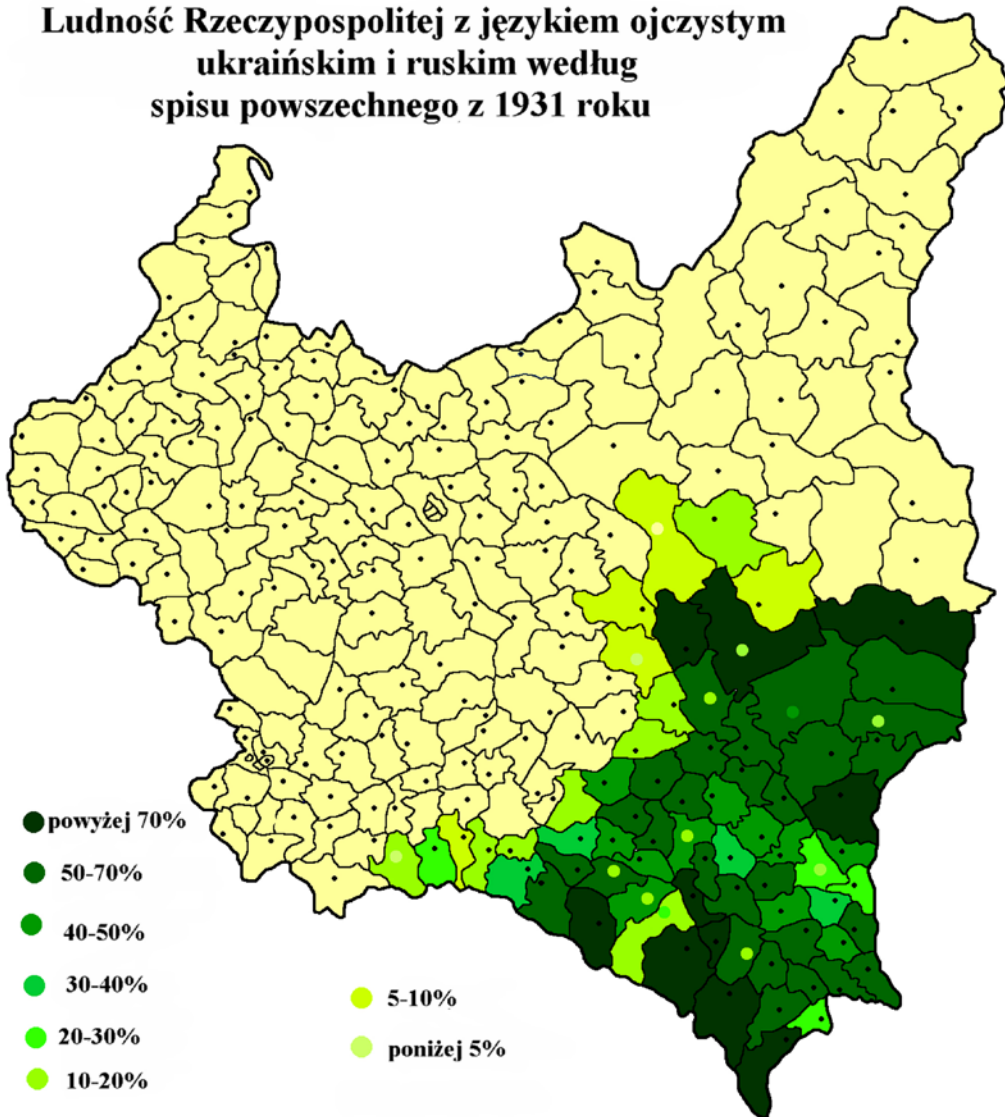 Ludność Rzeczypospolitej z językiem ojczystym
ukraińskim i ruskim według
spisu powszechnego z 1931 roku
powyżej 70%
50-70%
40-50%
30-40%
20-30%
10-20%
5-10%
poniżej 5%